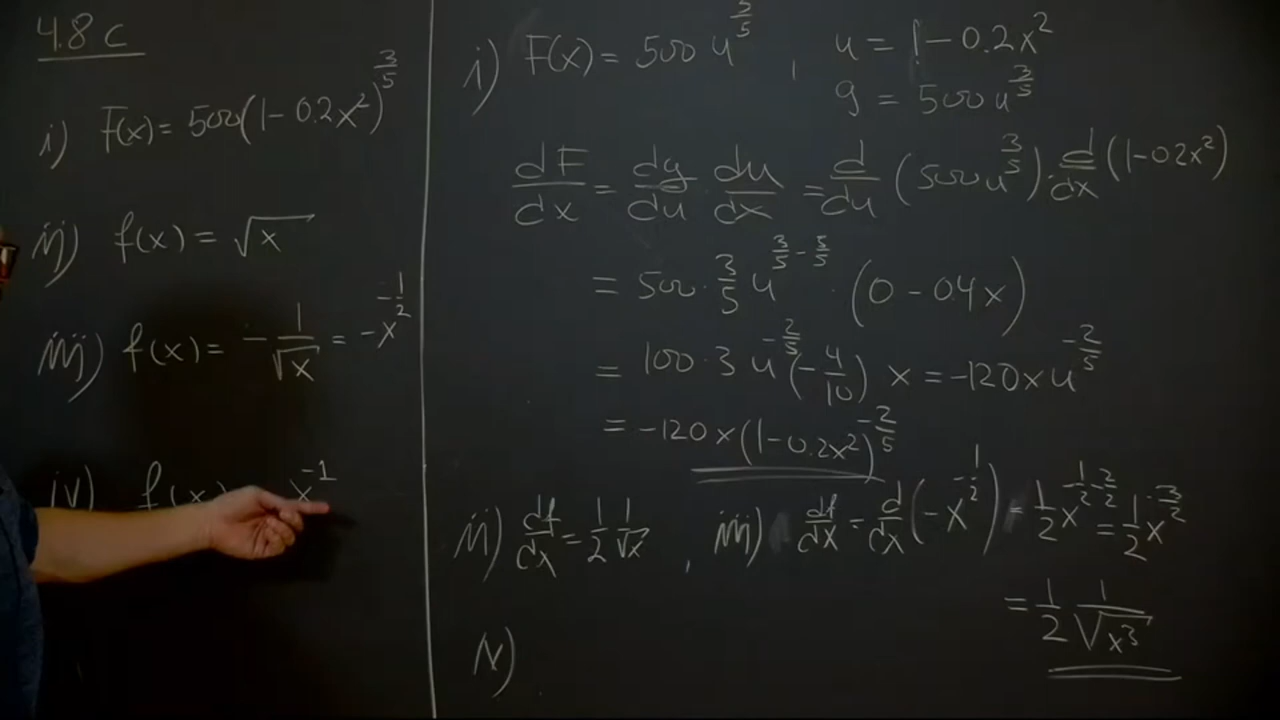 4.8 c
i) F(x) = 500(1 - 0.2x²)^(3/5)
ii) f(x) = √x
iii) f(x) = - 1/√x = -x^(-1/2)
iv) f(x) x^(-1)
i) F(x) = 500 u^(3/5) , u = 1 - 0.2x²
g = 500 u^(3/5)
dF/dx = dg/du · du/dx = d/du (500u^(3/5)) · d/dx (1 - 0.2x²)
= 500 · 3/5 u^(3/5 - 5/5) · (0 - 0.4x)
= 100 · 3 u^(-2/5) (-4/10) x = -120 x u^(-2/5)
= -120 x (1 - 0.2x²)^(-2/5)
ii) df/dx = 1/2 1/√x , iii) df/dx = d/dx (-x^(-1/2)) = 1/2 x^(-1/2 - 2/2) = 1/2 x^(-3/2)
= 1/2 1/√x³
iv)